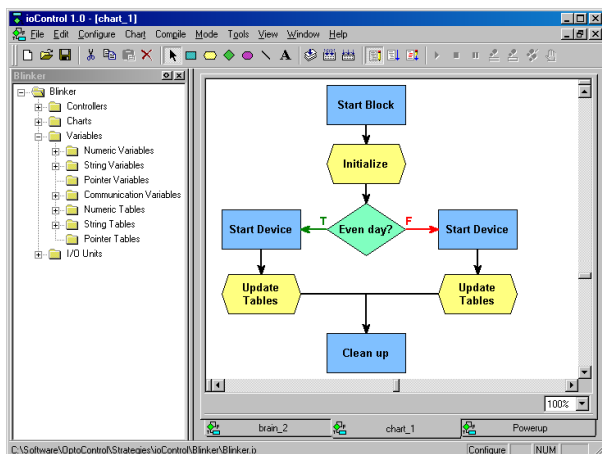 ioControl 1.0 - [chart_1]
File Edit Configure Chart Compile Mode Tools View Window Help
Blinker
Blinker
Controllers
Charts
Variables
Numeric Variables
String Variables
Pointer Variables
Communication Variables
Numeric Tables
String Tables
Pointer Tables
I/O Units
Start Block
Initialize
T
F
Start Device
Even day?
Start Device
Update
Tables
Update
Tables
Clean up
100%
brain_2
chart_1
Powerup
C:\Software\OptoControl\Strategies\ioControl\Blinker\Blinker.ip
Configure
NUM